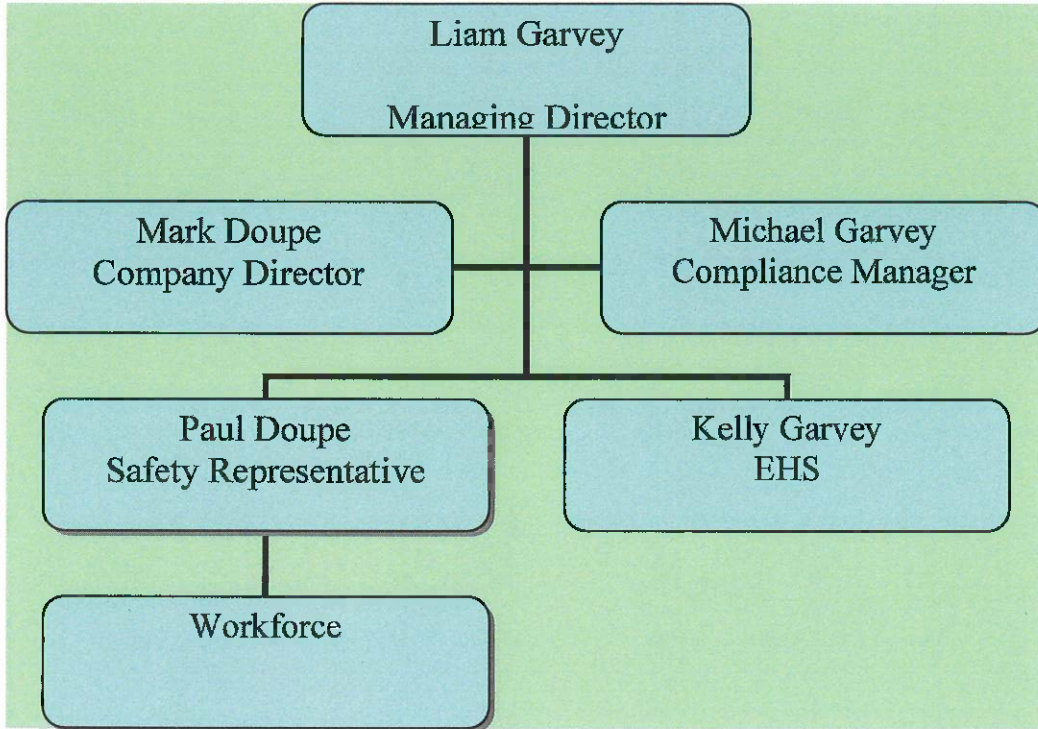 Liam Garvey
Managing Director
Mark Doupe
Company Director
Michael Garvey
Compliance Manager
Paul Doupe
Safety Representative
Kelly Garvey
EHS
Workforce